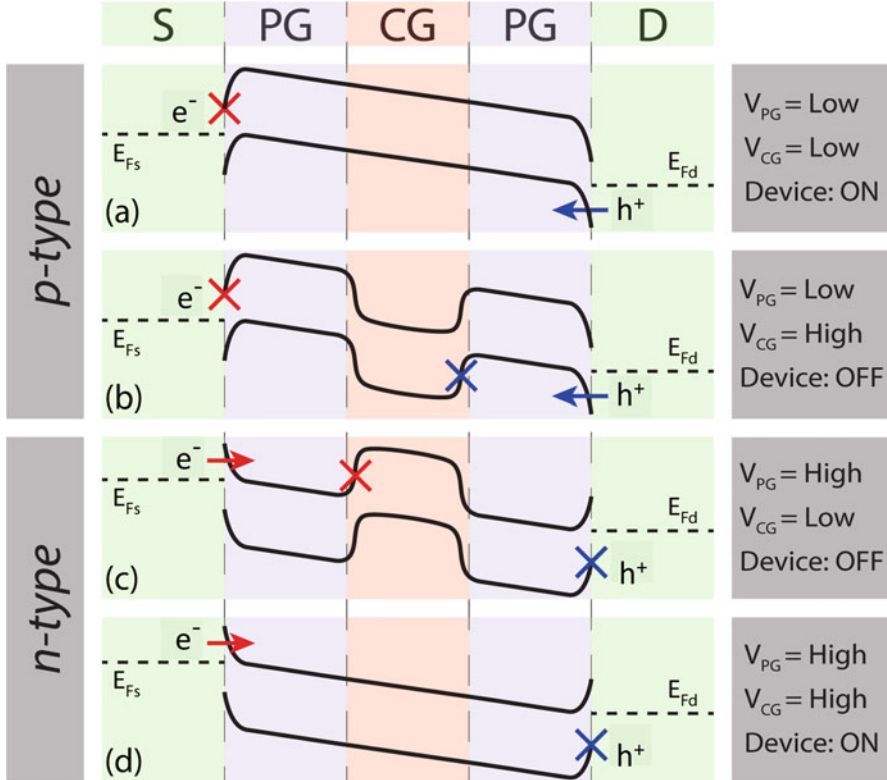 S PG CG PG D
p-type
e⁻
E_Fs
E_Fd
h⁺
(a)
V_PG = Low
V_CG = Low
Device: ON
e⁻
E_Fs
E_Fd
h⁺
(b)
V_PG = Low
V_CG = High
Device: OFF
n-type
e⁻
E_Fs
E_Fd
h⁺
(c)
V_PG = High
V_CG = Low
Device: OFF
e⁻
E_Fs
E_Fd
h⁺
(d)
V_PG = High
V_CG = High
Device: ON